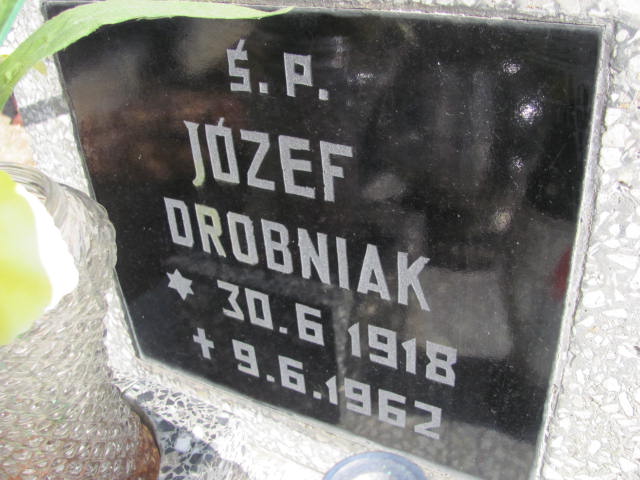 Ś. P.
JÓZEF
DROBNIAK
* 30.6 1918
✝ 9.6.1962